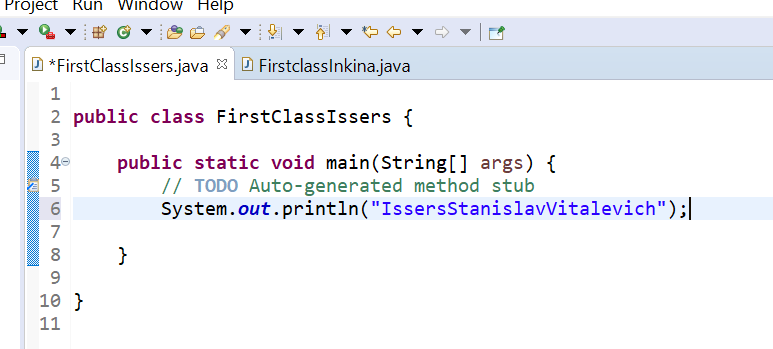 Project Run Window Help
*FirstClassIssers.java FirstclassInkina.java
1
2 public class FirstClassIssers {
3
4 public static void main(String[] args) {
5 // TODO Auto-generated method stub
6 System.out.println("IssersStanislavVitalevich");
7
8 }
9
10 }
11